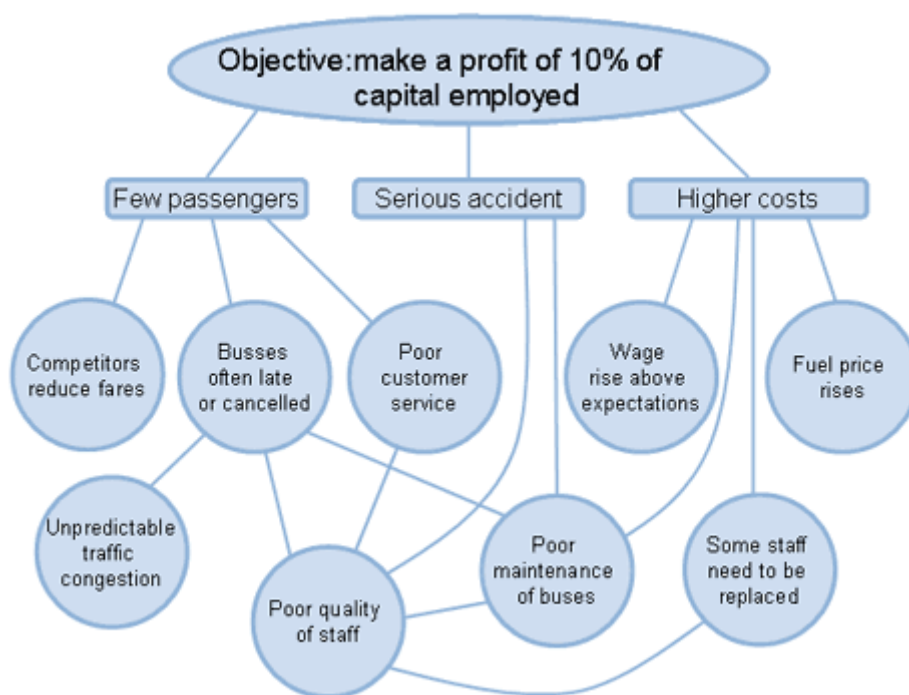 Objective:make a profit of 10% of
capital employed
Few passengers
Serious accident
Higher costs
Competitors
reduce fares
Busses
often late
or cancelled
Poor
customer
service
Wage
rise above
expectations
Fuel price
rises
Unpredictable
traffic
congestion
Poor quality
of staff
Poor
maintenance
of buses
Some staff
need to be
replaced